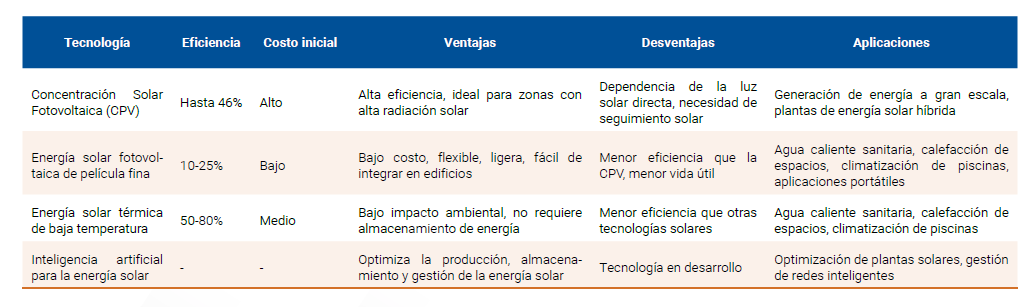 Tecnología Eficiencia Costo inicial Ventajas Desventajas Aplicaciones
Concentración Solar
Fotovoltaica (CPV)
Hasta 46%
Alto
Alta eficiencia, ideal para zonas con
alta radiación solar
Dependencia de la luz
solar directa, necesidad de
seguimiento solar
Generación de energía a gran escala,
plantas de energía solar híbrida
Energía solar fotovol-
taica de película fina
10-25%
Bajo
Bajo costo, flexible, ligera, fácil de
integrar en edificios
Menor eficiencia que la
CPV, menor vida útil
Agua caliente sanitaria, calefacción de
espacios, climatización de piscinas,
aplicaciones portátiles
Energía solar térmica
de baja temperatura
50-80%
Medio
Bajo impacto ambiental, no requiere
almacenamiento de energía
Menor eficiencia que otras
tecnologías solares
Agua caliente sanitaria, calefacción de
espacios, climatización de piscinas
Inteligencia artificial
para la energía solar
-
-
Optimiza la producción, almacena-
miento y gestión de la energía solar
Tecnología en desarrollo
Optimización de plantas solares, gestión
de redes inteligentes